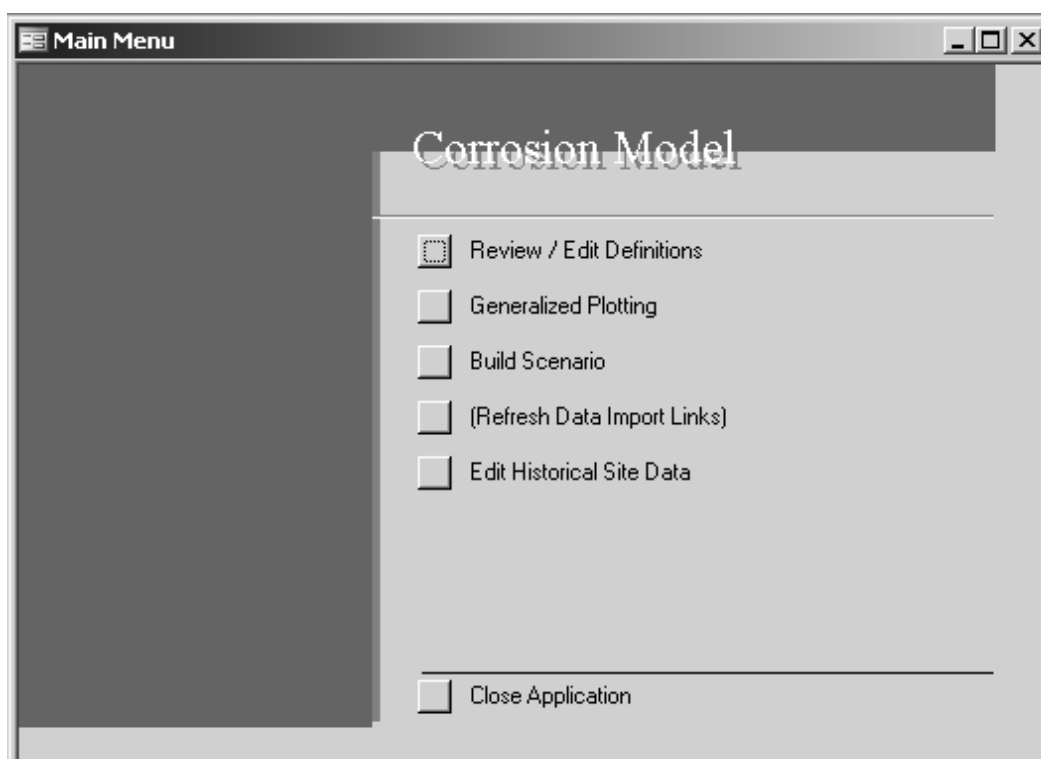 Main Menu
Corrosion Model
Review / Edit Definitions
Generalized Plotting
Build Scenario
(Refresh Data Import Links)
Edit Historical Site Data
Close Application